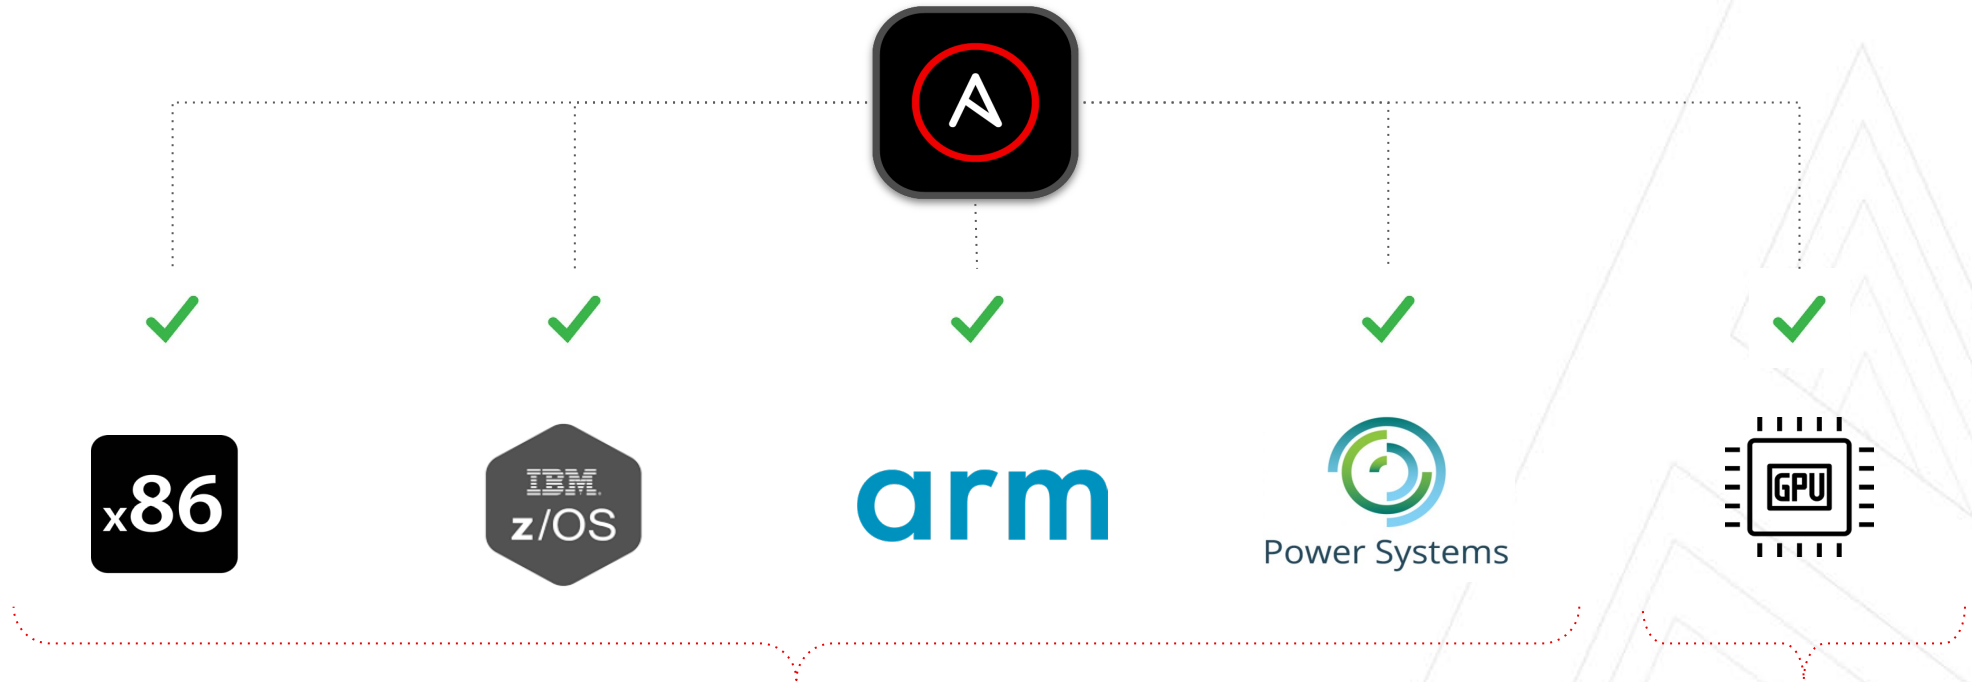 x86
IBM.
z/OS
arm
Power Systems
GPU